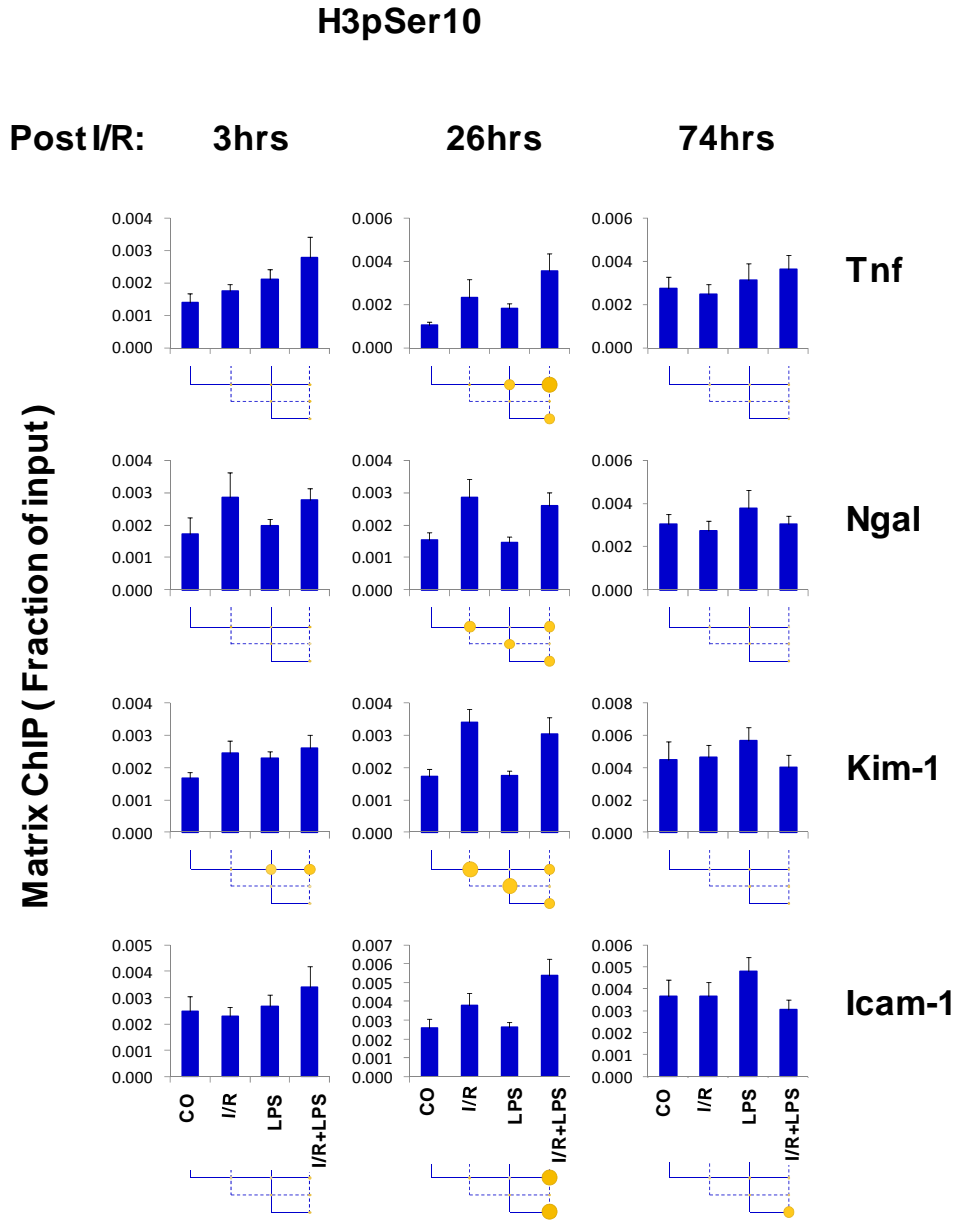 H3pSer10
Post I/R: 3hrs 26hrs 74hrs
Matrix ChIP ( Fraction of input)
0.004 0.006 0.006
0.003
0.004 0.004
0.002
0.002 0.002
0.001
0.000 0.000 0.000
Tnf
0.004 0.004 0.006
0.003 0.003
0.004
0.002 0.002
0.002
0.001 0.001
0.000 0.000 0.000
Ngal
0.004 0.004 0.008
0.003 0.003 0.006
0.002 0.002 0.004
0.001 0.001 0.002
0.000 0.000 0.000
Kim-1
0.005 0.007 0.006
0.006
0.004 0.005 0.005
0.004
0.003 0.004 0.003
0.002 0.003 0.002
0.002
0.001 0.001 0.001
0.000 0.000 0.000
Icam-1
CO I/R LPS I/R+LPS CO I/R LPS I/R+LPS CO I/R LPS I/R+LPS